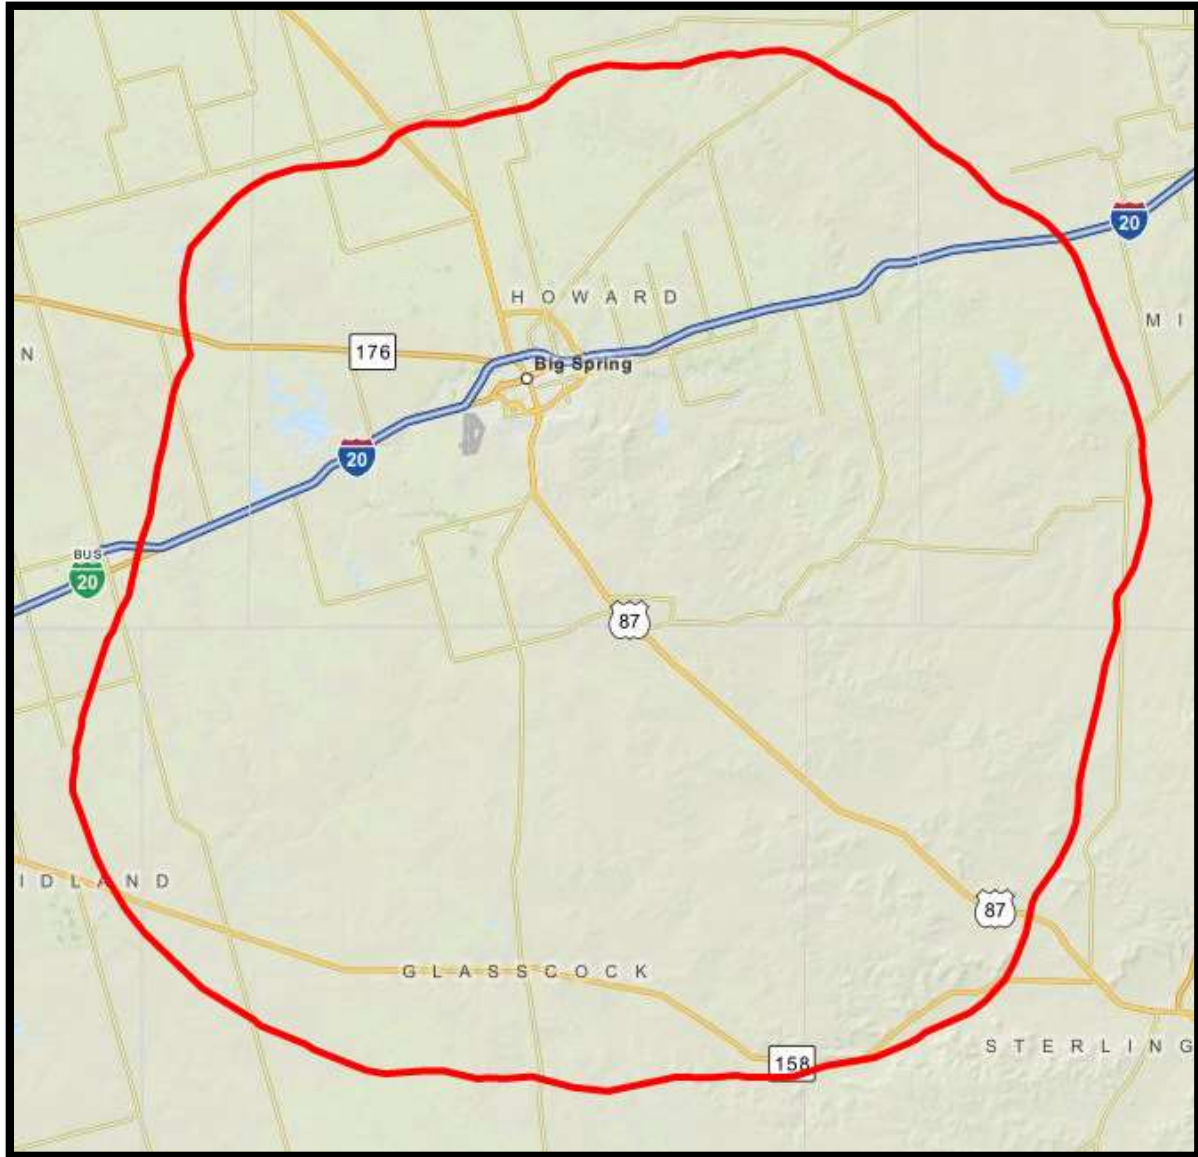 20
H O W A R D
M I
N
176
Big Spring
20
BUS
20
87
I D L A N D
87
G L A S S C O C K
S T E R L I N G
158